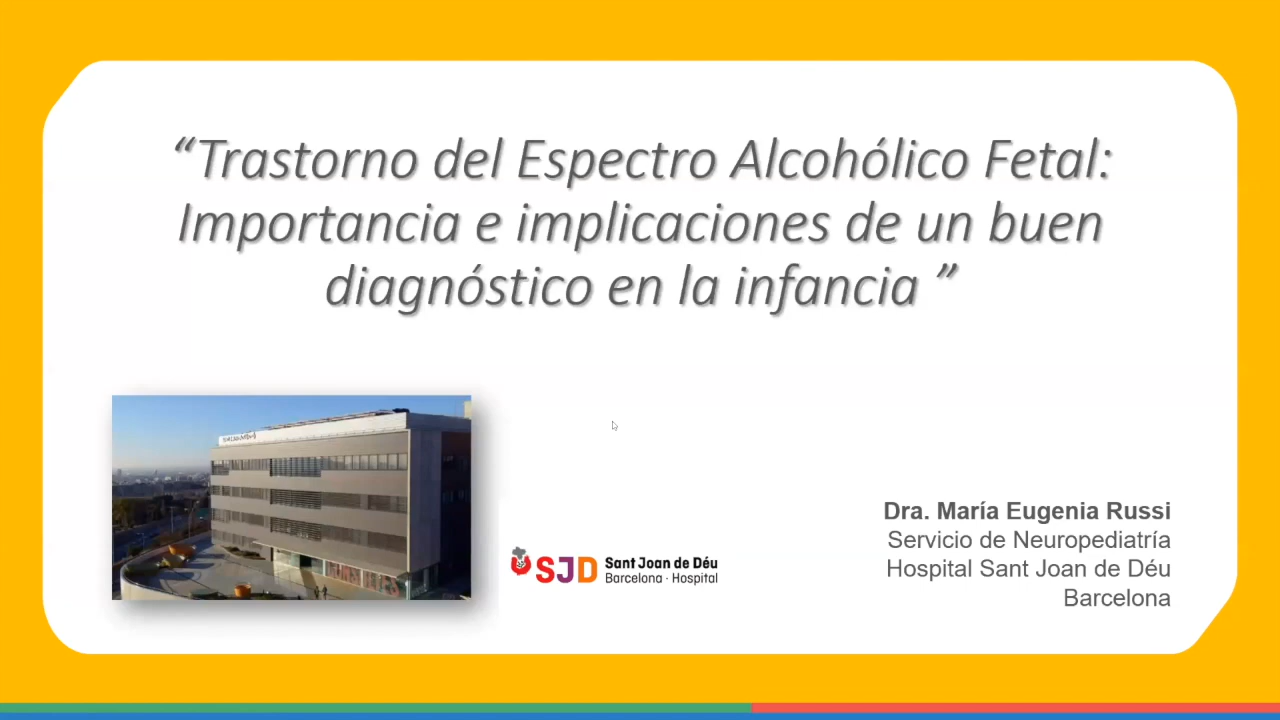 “Trastorno del Espectro Alcohólico Fetal:
Importancia e implicaciones de un buen
diagnóstico en la infancia ”
SJD Sant Joan de Déu
Barcelona · Hospital
Dra. María Eugenia Russi
Servicio de Neuropediatría
Hospital Sant Joan de Déu
Barcelona